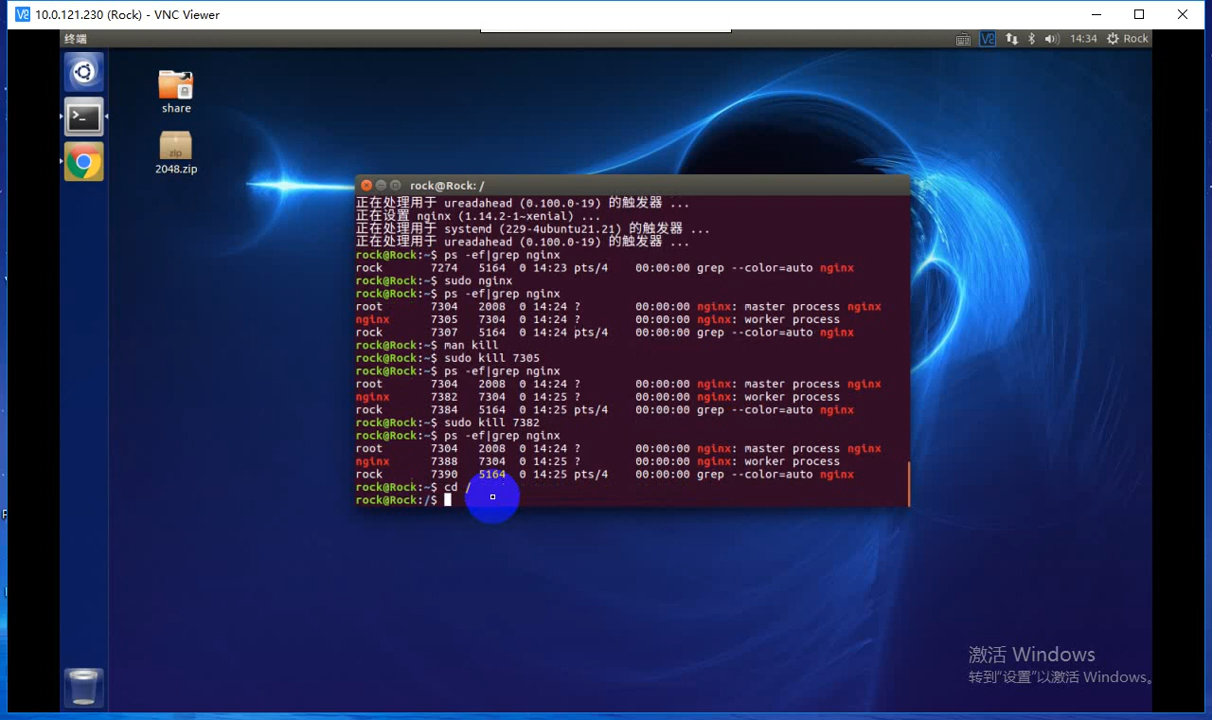 10.0.121.230 (Rock) - VNC Viewer
终端
14:34
Rock
share
zip
2048.zip
rock@Rock: /
正在处理用于 ureadahead (0.100.0-19) 的触发器 ...
正在设置 nginx (1.14.2-1~xenial) ...
正在处理用于 systemd (229-4ubuntu21.21) 的触发器 ...
正在处理用于 ureadahead (0.100.0-19) 的触发器 ...
rock@Rock:~$ ps -ef|grep nginx
rock 7274 5164 0 14:23 pts/4 00:00:00 grep --color=auto nginx
rock@Rock:~$ sudo nginx
rock@Rock:~$ ps -ef|grep nginx
root 7304 2008 0 14:24 ? 00:00:00 nginx: master process nginx
nginx 7305 7304 0 14:24 ? 00:00:00 nginx: worker process
rock 7307 5164 0 14:24 pts/4 00:00:00 grep --color=auto nginx
rock@Rock:~$ man kill
rock@Rock:~$ sudo kill 7305
rock@Rock:~$ ps -ef|grep nginx
root 7304 2008 0 14:24 ? 00:00:00 nginx: master process nginx
nginx 7382 7304 0 14:25 ? 00:00:00 nginx: worker process
rock 7384 5164 0 14:25 pts/4 00:00:00 grep --color=auto nginx
rock@Rock:~$ sudo kill 7382
rock@Rock:~$ ps -ef|grep nginx
root 7304 2008 0 14:24 ? 00:00:00 nginx: master process nginx
nginx 7388 7304 0 14:25 ? 00:00:00 nginx: worker process
rock 7390 5164 0 14:25 pts/4 00:00:00 grep --color=auto nginx
rock@Rock:~$ cd /
rock@Rock:/$
激活 Windows
转到"设置"以激活 Windows。